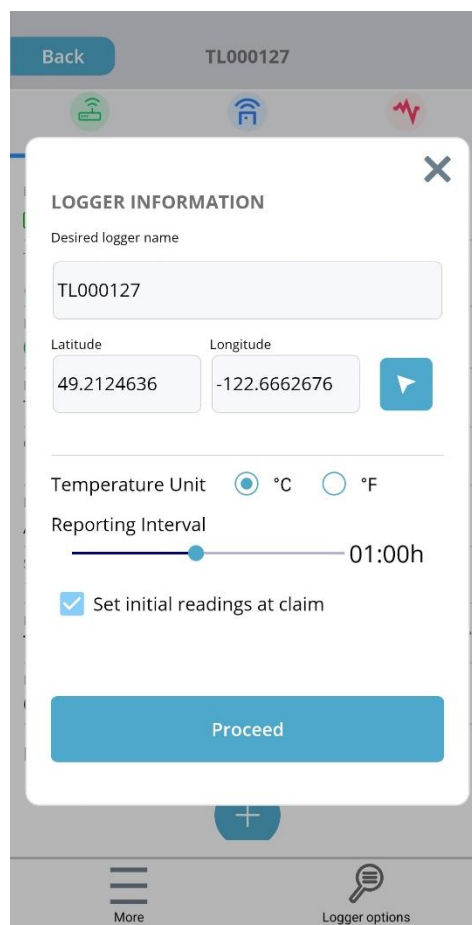 Back
TL000127
LOGGER INFORMATION
Desired logger name
TL000127
Latitude Longitude
49.2124636 -122.6662676
Temperature Unit °C °F
Reporting Interval
01:00h
Set initial readings at claim
Proceed
More Logger options